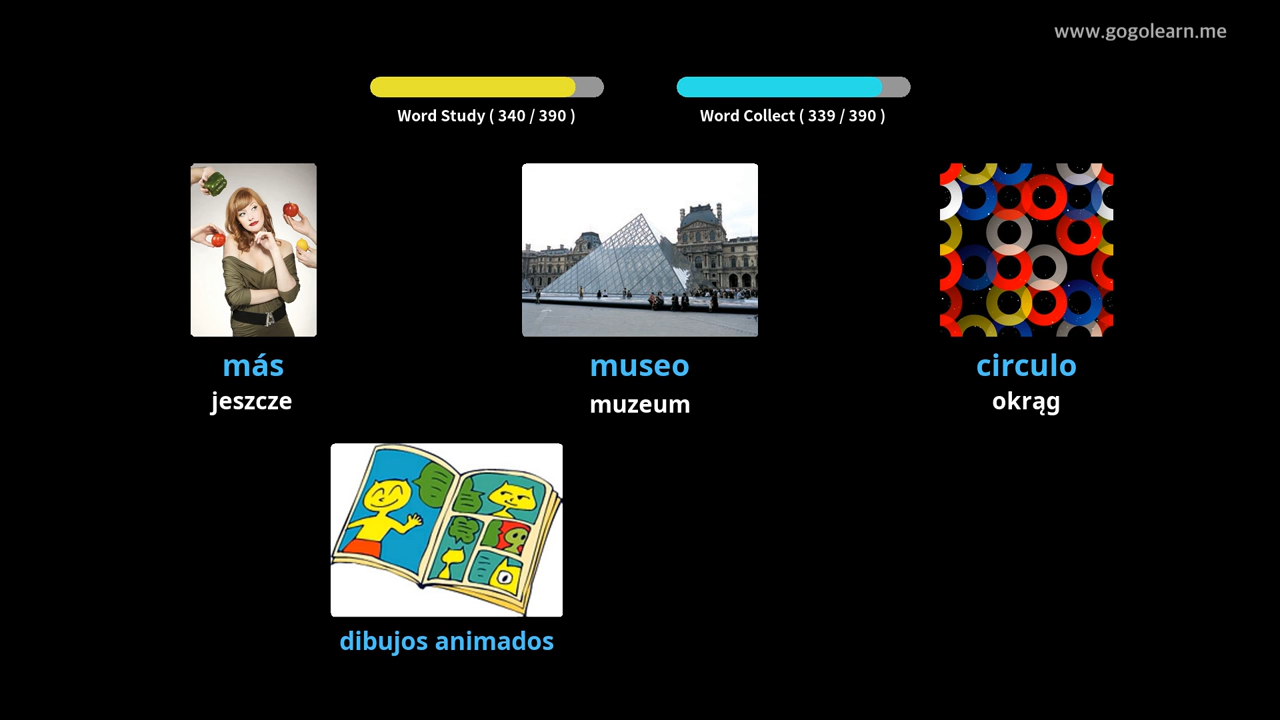 www.gogolearn.me
Word Study ( 340 / 390 )
Word Collect ( 339 / 390 )
más
museo
circulo
jeszcze
muzeum
okrąg
dibujos animados